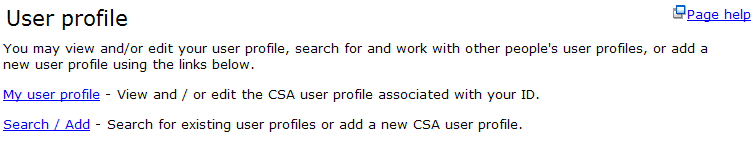 User profile
Page help
You may view and/or edit your user profile, search for and work with other people's user profiles, or add a
new user profile using the links below.
My user profile - View and / or edit the CSA user profile associated with your ID.
Search / Add - Search for existing user profiles or add a new CSA user profile.